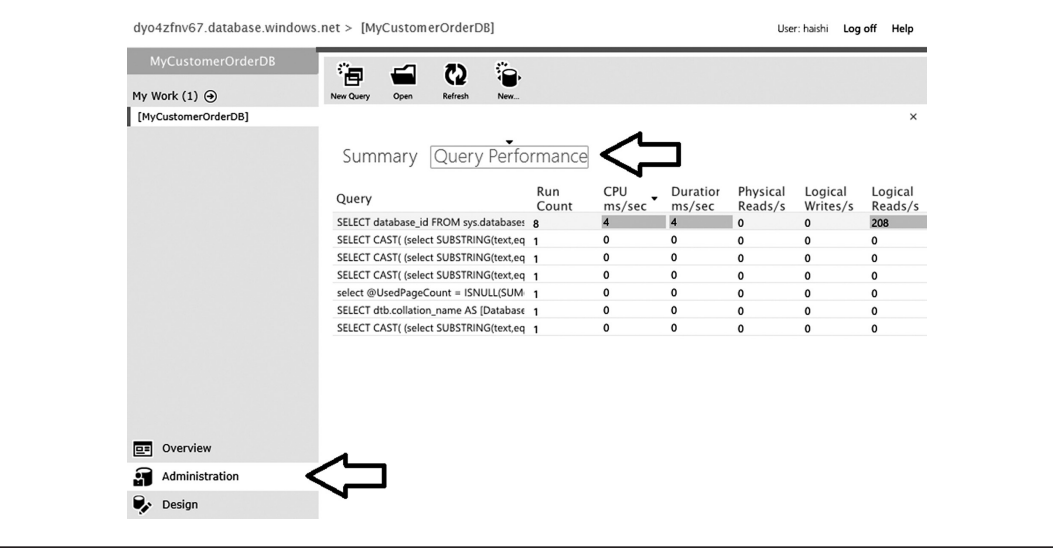 dyo4zfnv67.database.windows.net > [MyCustomerOrderDB]
User: haishi Log off Help
MyCustomerOrderDB
My Work (1)
[MyCustomerOrderDB]
New Query Open Refresh New...
Summary Query Performance
Query Run Count CPU ms/sec Duratior ms/sec Physical Reads/s Logical Writes/s Logical Reads/s
SELECT database_id FROM sys.databases 8 4 4 0 0 208
SELECT CAST( (select SUBSTRING(text,eq 1 0 0 0 0 0
SELECT CAST( (select SUBSTRING(text,eq 1 0 0 0 0 0
SELECT CAST( (select SUBSTRING(text,eq 1 0 0 0 0 0
select @UsedPageCount = ISNULL(SUM 1 0 0 0 0 0
SELECT dtb.collation_name AS [Database 1 0 0 0 0 0
SELECT CAST( (select SUBSTRING(text,eq 1 0 0 0 0 0
Overview
Administration
Design